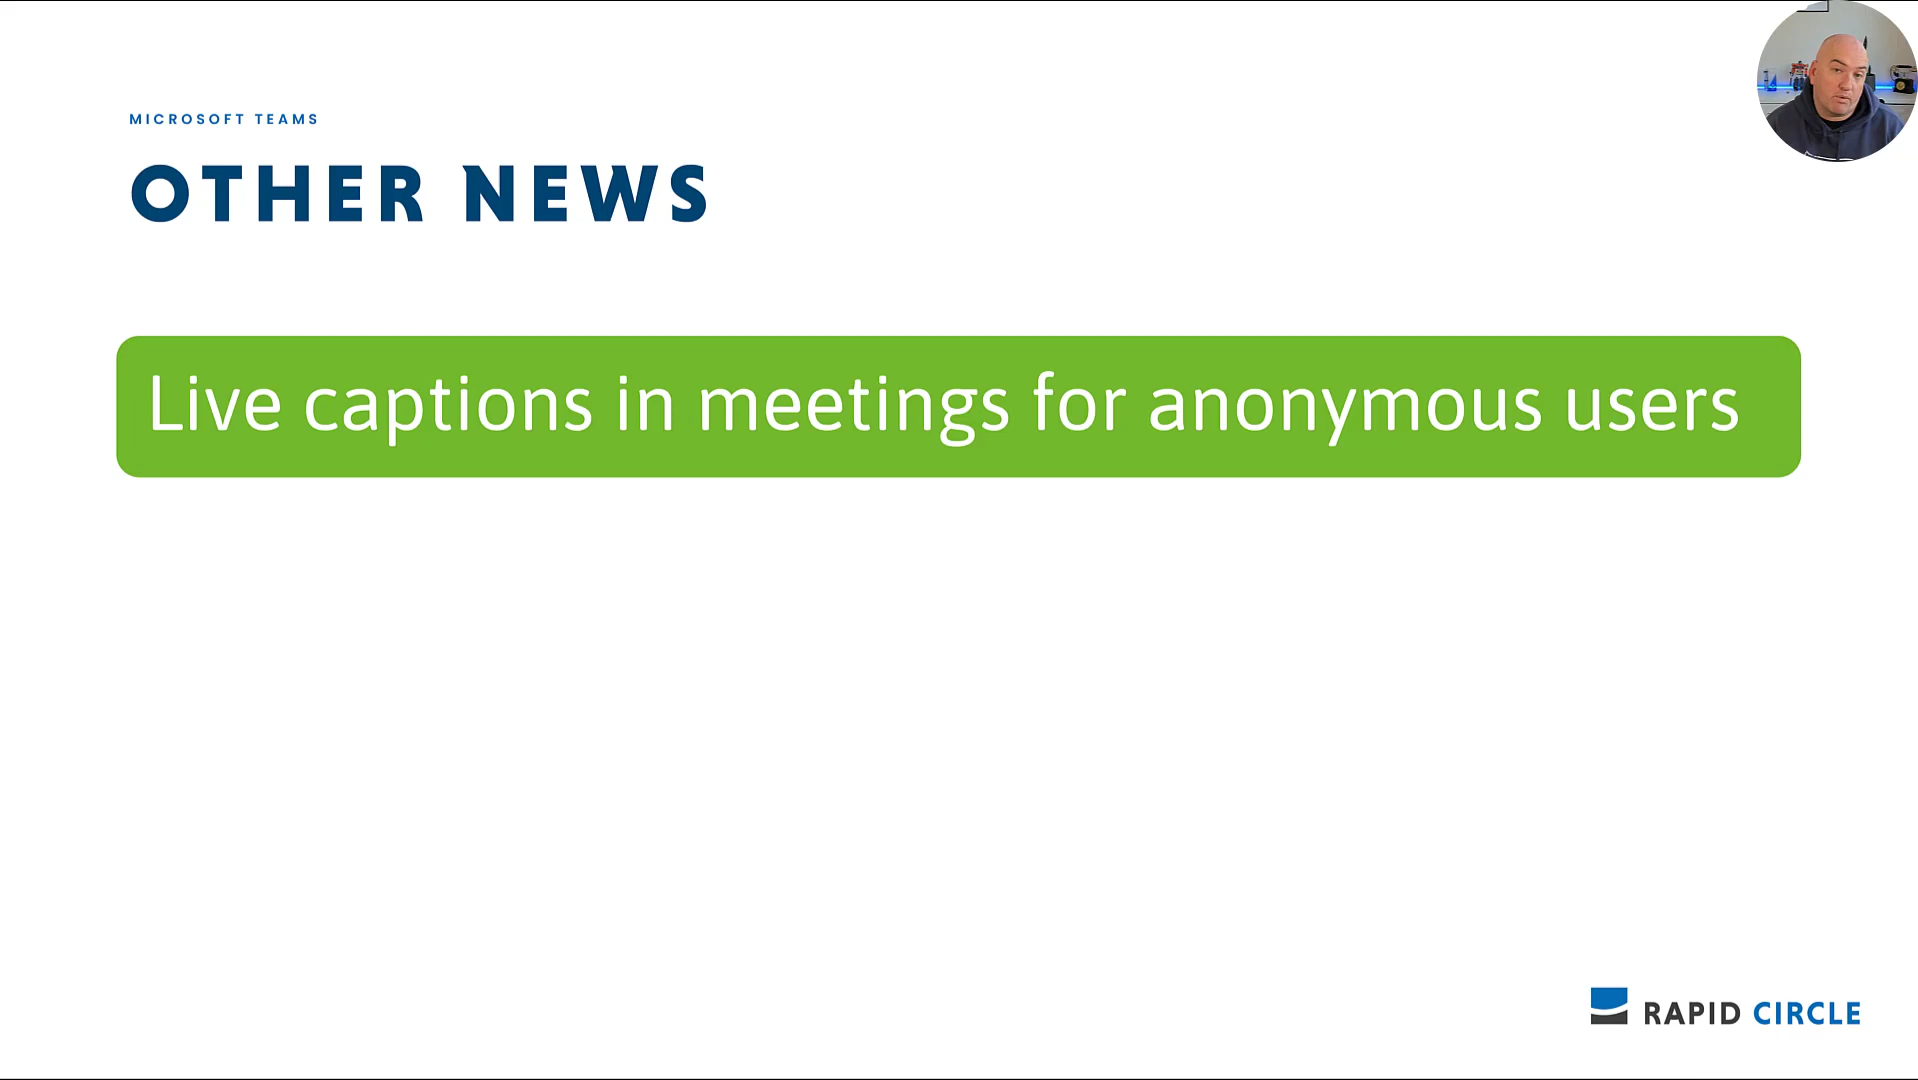 MICROSOFT TEAMS
OTHER NEWS
Live captions in meetings for anonymous users
RAPID CIRCLE